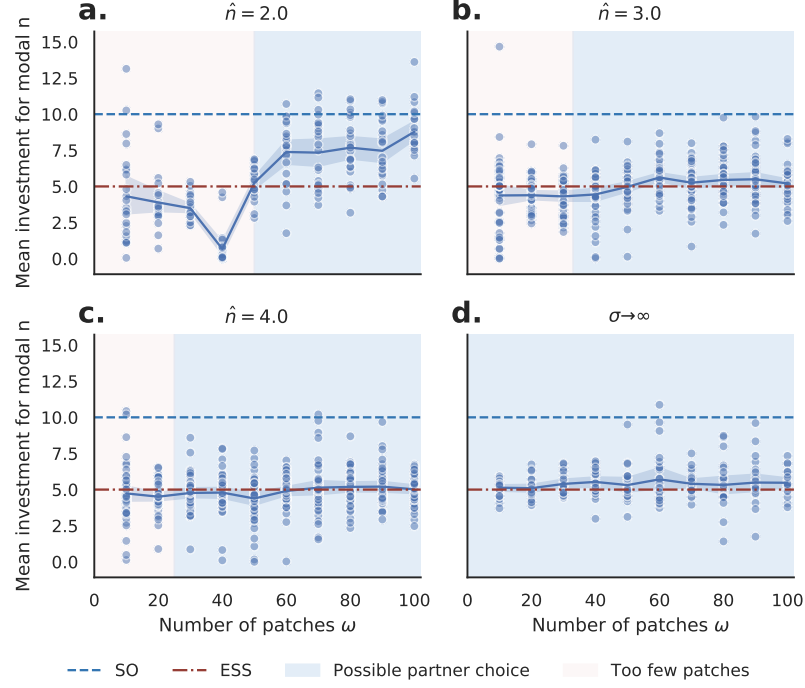 a.
n̂ = 2.0
b.
n̂ = 3.0
Mean investment for modal n
15.0
12.5
10.0
7.5
5.0
2.5
0.0
c.
n̂ = 4.0
d.
σ→∞
Mean investment for modal n
15.0
12.5
10.0
7.5
5.0
2.5
0.0
0 20 40 60 80 100
0 20 40 60 80 100
Number of patches ω
Number of patches ω
SO ESS Possible partner choice Too few patches